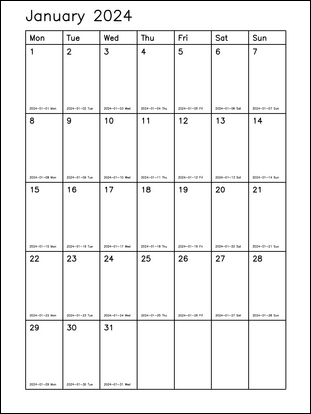 January 2024
Mon Tue Wed Thu Fri Sat Sun
1 2 3 4 5 6 7
2024-01-01 Mon 2024-01-02 Tue 2024-01-03 Wed 2024-01-04 Thu 2024-01-05 Fri 2024-01-06 Sat 2024-01-07 Sun
8 9 10 11 12 13 14
2024-01-08 Mon 2024-01-09 Tue 2024-01-10 Wed 2024-01-11 Thu 2024-01-12 Fri 2024-01-13 Sat 2024-01-14 Sun
15 16 17 18 19 20 21
2024-01-15 Mon 2024-01-16 Tue 2024-01-17 Wed 2024-01-18 Thu 2024-01-19 Fri 2024-01-20 Sat 2024-01-21 Sun
22 23 24 25 26 27 28
2024-01-22 Mon 2024-01-23 Tue 2024-01-24 Wed 2024-01-25 Thu 2024-01-26 Fri 2024-01-27 Sat 2024-01-28 Sun
29 30 31
2024-01-29 Mon 2024-01-30 Tue 2024-01-31 Wed